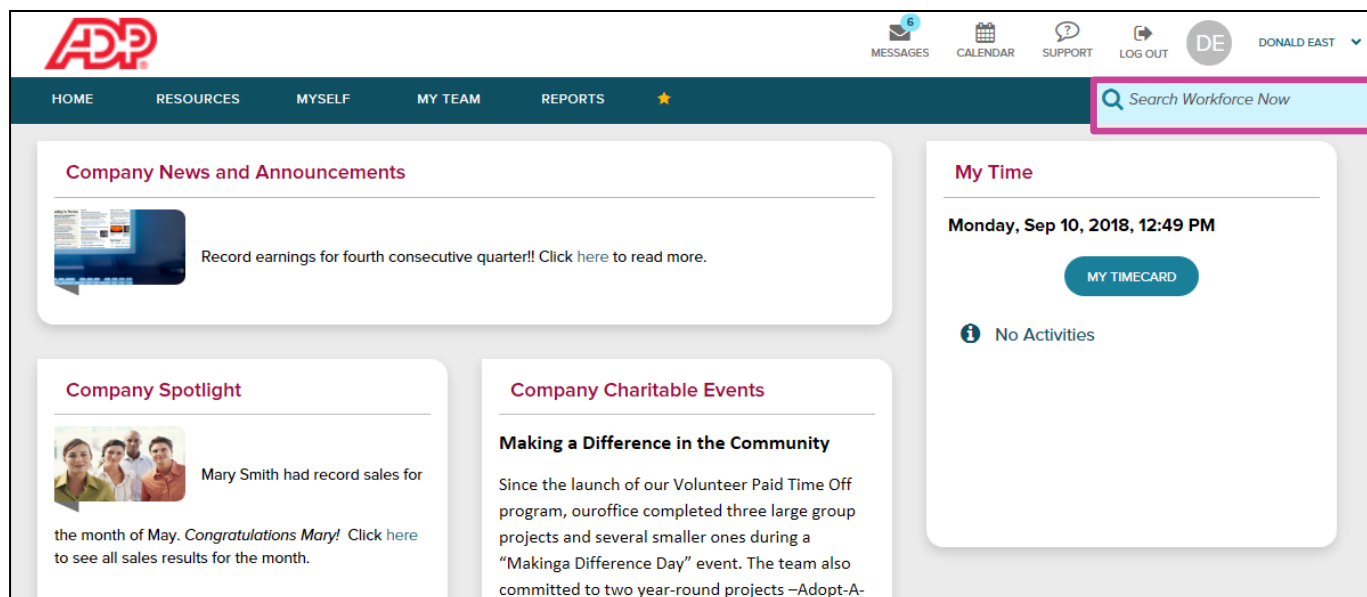 ADP
6
MESSAGES
CALENDAR
SUPPORT
LOG OUT
DE
DONALD EAST
HOME
RESOURCES
MYSELF
MY TEAM
REPORTS
Search Workforce Now
Company News and Announcements
Record earnings for fourth consecutive quarter!! Click here to read more.
My Time
Monday, Sep 10, 2018, 12:49 PM
MY TIMECARD
No Activities
Company Spotlight
Mary Smith had record sales for
the month of May. Congratulations Mary! Click here
to see all sales results for the month.
Company Charitable Events
Making a Difference in the Community
Since the launch of our Volunteer Paid Time Off
program, ouroffice completed three large group
projects and several smaller ones during a
“Makinga Difference Day” event. The team also
committed to two year-round projects –Adopt-A-